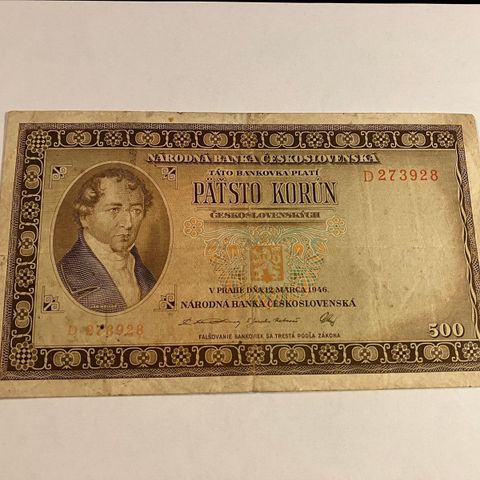 NÁRODNÁ BANKA ČESKOSLOVENSKÁ
TÁTO BANKOVKA PLATÍ
D 273928
PÄŤSTO KORÚN
ČESKOSLOVENSKÝCH
V PRAHE DŇA 12. MARCA 1946.
NÁRODNÁ BANKA ČESKOSLOVENSKÁ
D 273928
FALŠOVANIE BANKOVIEK SA TRESTÁ PODĽA ZÁKONA
500